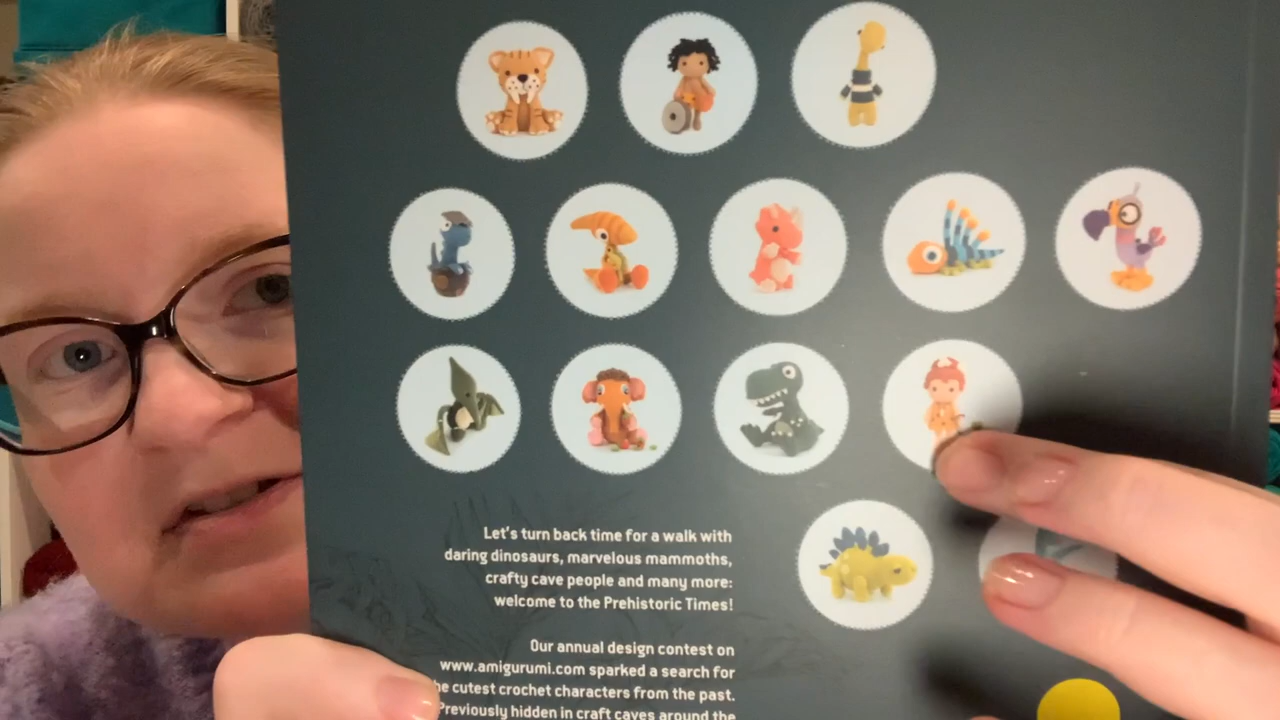 Let's turn back time for a walk with
daring dinosaurs, marvelous mammoths,
crafty cave people and many more:
welcome to the Prehistoric Times!
Our annual design contest on
www.amigurumi.com sparked a search for
he cutest crochet characters from the past.
Previously hidden in craft caves around the